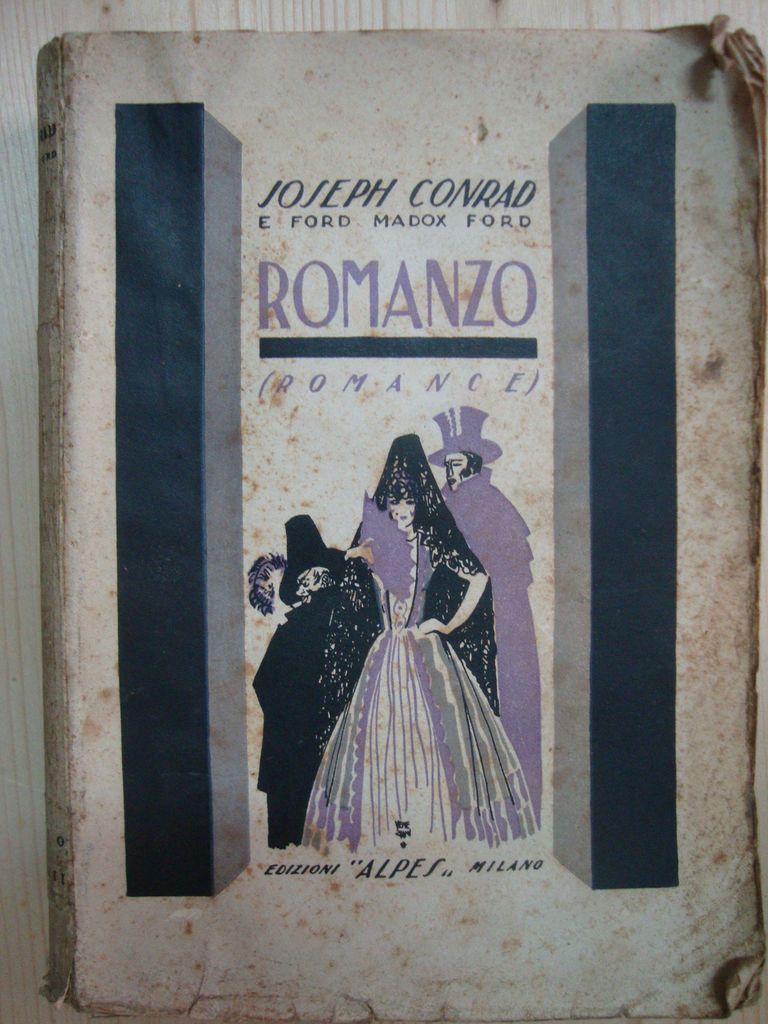 JOSEPH CONRAD
E FORD MADOX FORD
ROMANZO
(ROMANCE)
EDIZIONI "ALPES" MILANO